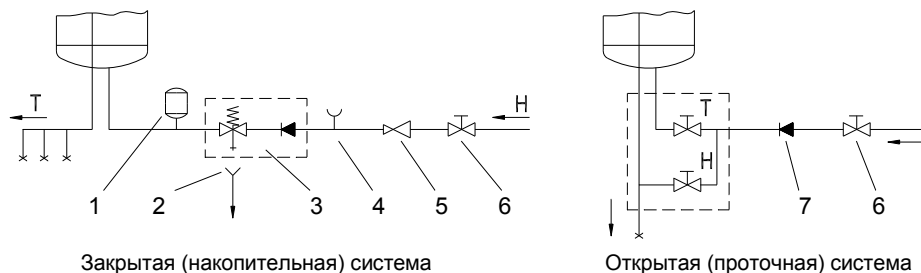 T
H
1 2 3 4 5 6
Закрытая (накопительная) система
T
H
7 6
Открытая (проточная) система